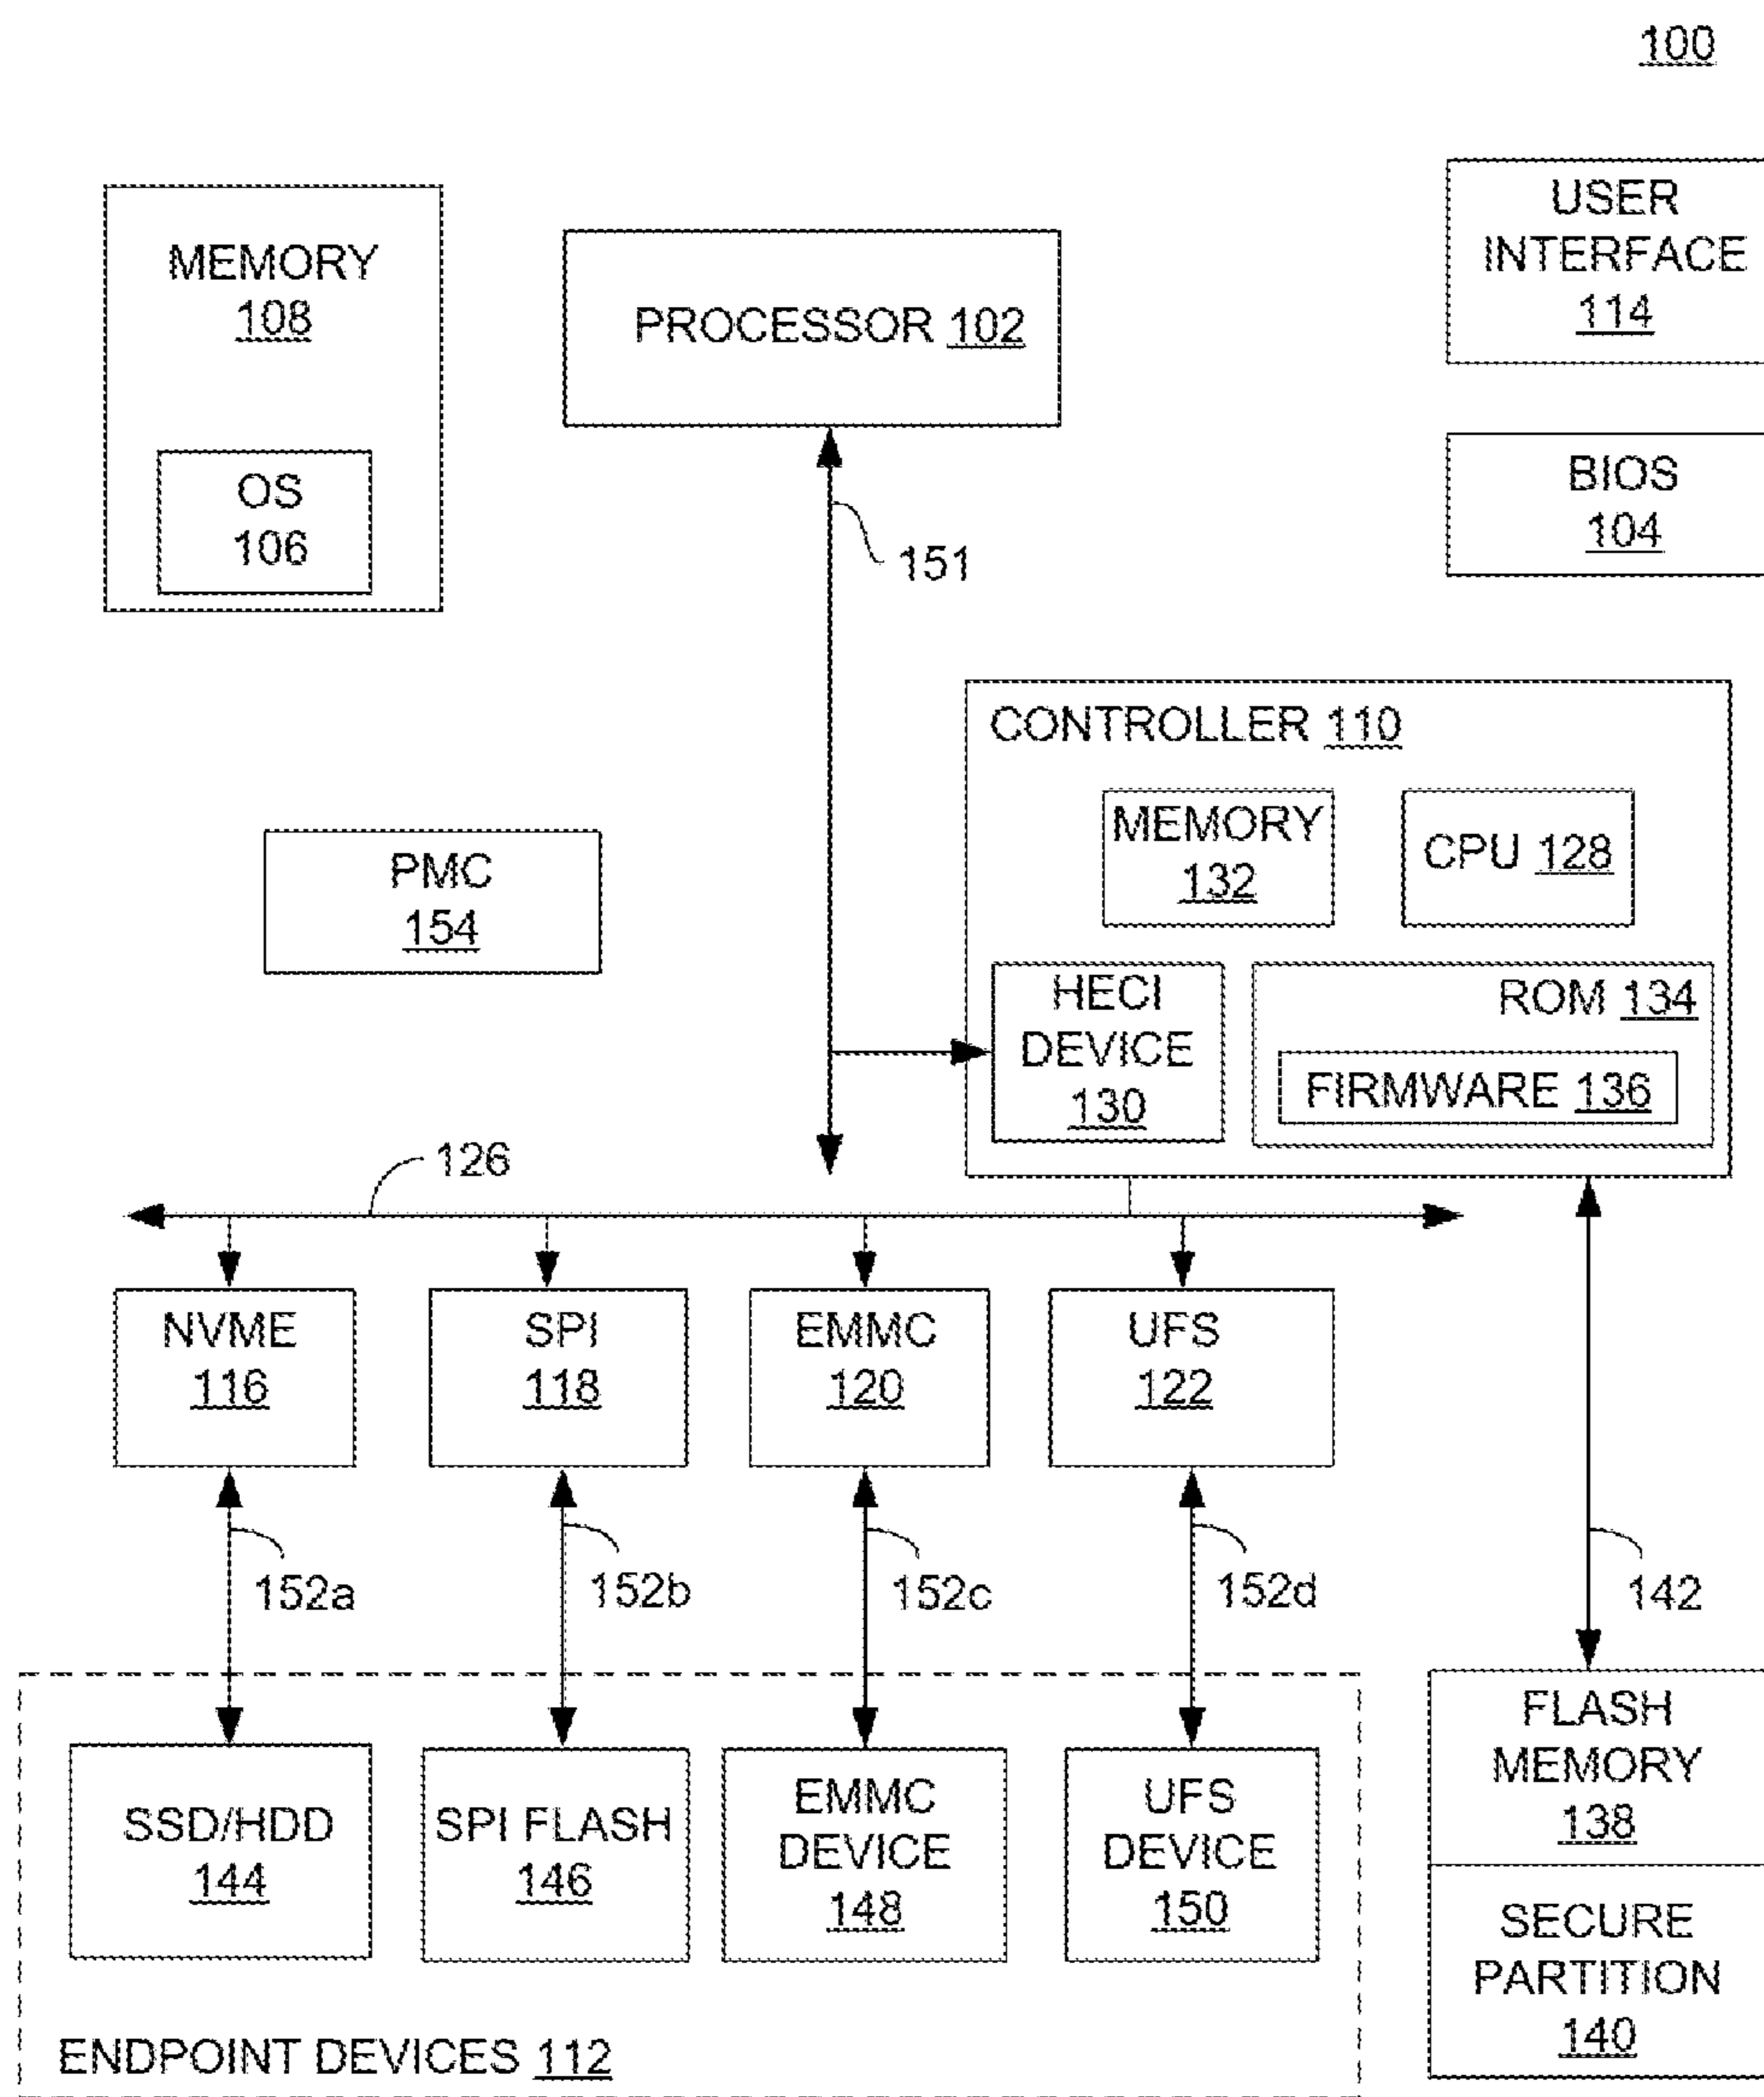 100
MEMORY
108
OS
106
PROCESSOR 102
USER
INTERFACE
114
BIOS
104
151
CONTROLLER 110
MEMORY
132
CPU 128
HECI
DEVICE
130
ROM 134
FIRMWARE 136
PMC
154
126
NVME
116
SPI
118
EMMC
120
UFS
122
152a
152b
152c
152d
142
SSD/HDD
144
SPI FLASH
146
EMMC
DEVICE
148
UFS
DEVICE
150
ENDPOINT DEVICES 112
FLASH
MEMORY
138
SECURE
PARTITION
140